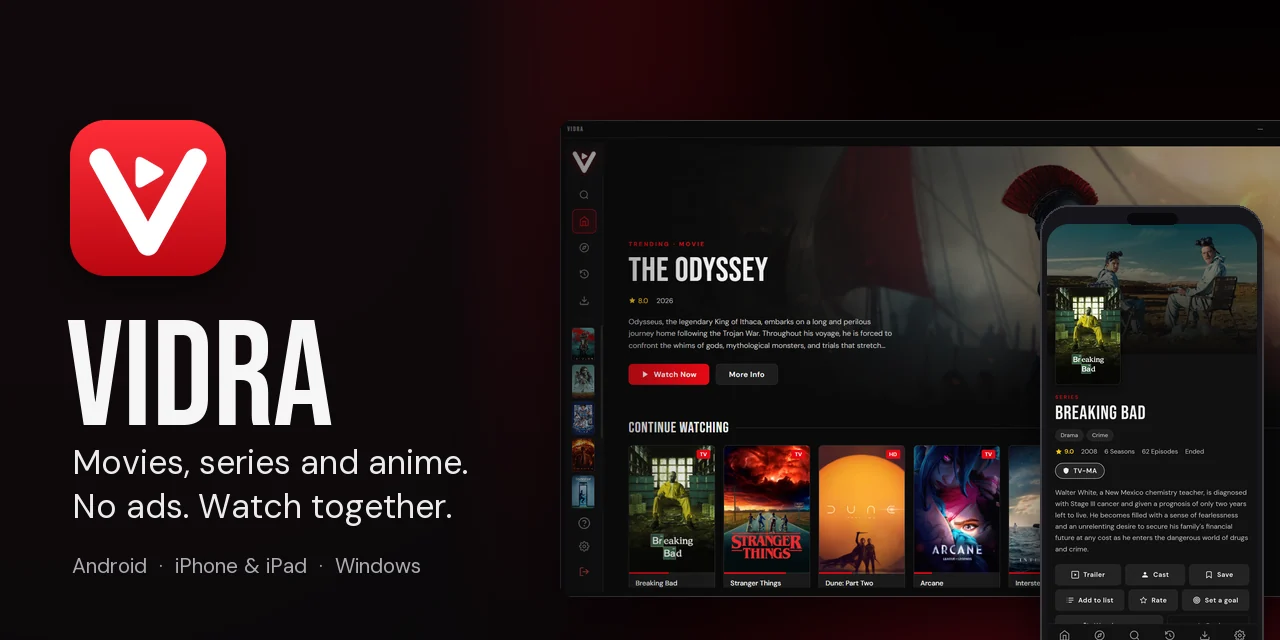 VIDRA
Movies, series and anime.
No ads. Watch together.
Android · iPhone & iPad · Windows
VIDRA
TRENDING · MOVIE
THE ODYSSEY
★ 8.0 2026
Odysseus, the legendary King of Ithaca, embarks on a long and perilous
journey home following the Trojan War. Throughout his voyage, he is forced to
confront the whims of gods, mythological monsters, and trials that stretch...
Watch Now
More Info
CONTINUE WATCHING
TV
Breaking
Bad
Breaking Bad
TV
STRANGER
THINGS
Stranger Things
HD
DUNE
Dune: Part Two
TV
ARCANE
Arcane
Interste
Breaking
Bad
SERIES
BREAKING BAD
Drama Crime
★ 9.0 2008 6 Seasons 62 Episodes Ended
TV-MA
Walter White, a New Mexico chemistry teacher, is diagnosed
with Stage III cancer and given a prognosis of only two years
left to live. He becomes filled with a sense of fearlessness
and an unrelenting desire to secure his family's financial
future at any cost as he enters the dangerous world of drugs
and crime.
Trailer Cast Save
Add to list Rate Set a goal